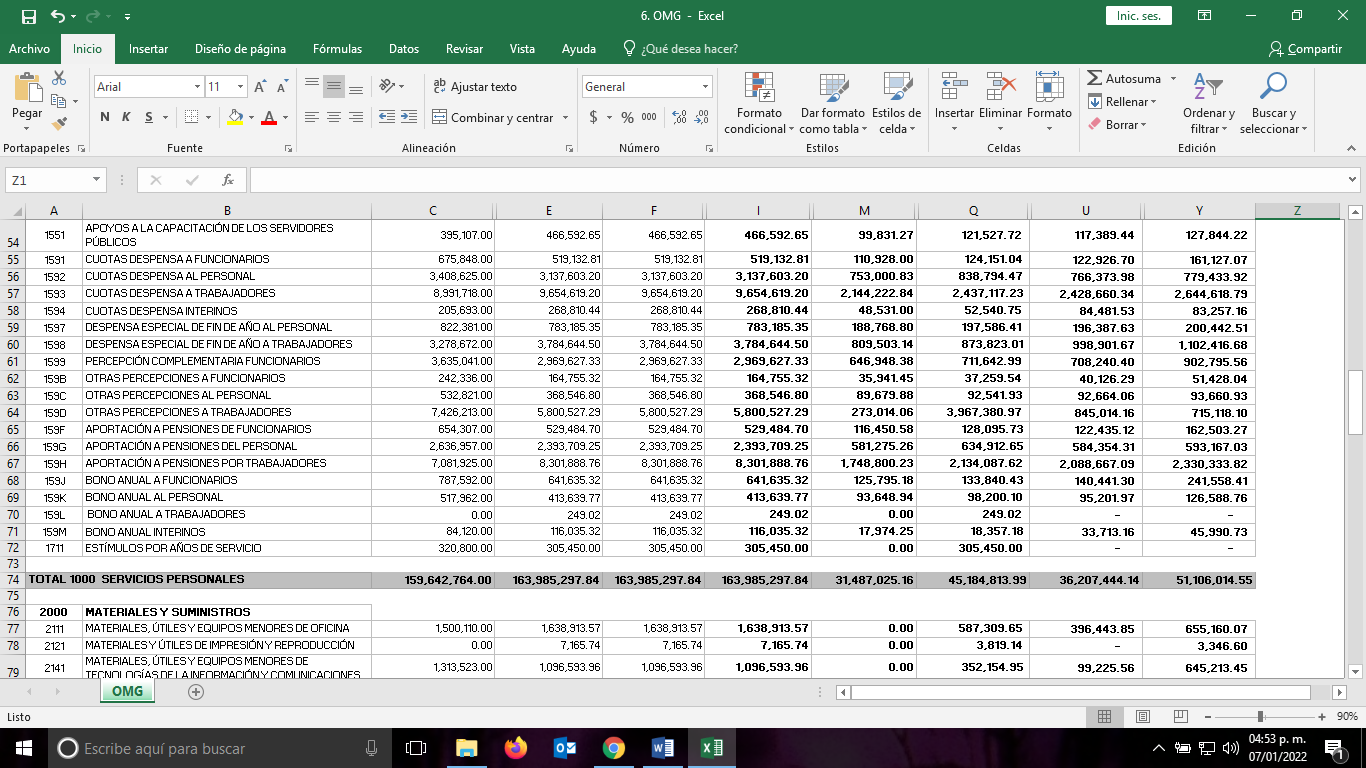 6. OMG - Excel
Inic. ses.
Archivo Inicio Insertar Diseño de página Fórmulas Datos Revisar Vista Ayuda ¿Qué desea hacer? Compartir
Pegar
Portapapeles
Arial 11
N K S
Fuente
Ajustar texto
Combinar y centrar
Alineación
General
$ % 000
Número
Formato condicional
Dar formato como tabla
Estilos de celda
Estilos
Insertar Eliminar Formato
Celdas
Autosuma
Rellenar
Borrar
Ordenar y filtrar
Buscar y seleccionar
Edición
Z1 fx
A B C E F I M Q U Y Z
54 1551 APOYOS A LA CAPACITACIÓN DE LOS SERVIDORES PÚBLICOS 395,107.00 466,592.65 466,592.65 466,592.65 99,831.27 121,527.72 117,389.44 127,844.22
55 1591 CUOTAS DESPENSA A FUNCIONARIOS 675,848.00 519,132.81 519,132.81 519,132.81 110,928.00 124,151.04 122,926.70 161,127.07
56 1592 CUOTAS DESPENSA AL PERSONAL 3,408,625.00 3,137,603.20 3,137,603.20 3,137,603.20 753,000.83 838,794.47 766,373.98 779,433.92
57 1593 CUOTAS DESPENSA A TRABAJADORES 8,991,718.00 9,654,619.20 9,654,619.20 9,654,619.20 2,144,222.84 2,437,117.23 2,428,660.34 2,644,618.79
58 1594 CUOTAS DESPENSA INTERINOS 205,693.00 268,810.44 268,810.44 268,810.44 48,531.00 52,540.75 84,481.53 83,257.16
59 1597 DESPENSA ESPECIAL DE FIN DE AÑO AL PERSONAL 822,381.00 783,185.35 783,185.35 783,185.35 188,768.80 197,586.41 196,387.63 200,442.51
60 1598 DESPENSA ESPECIAL DE FIN DE AÑO A TRABAJADORES 3,278,672.00 3,784,644.50 3,784,644.50 3,784,644.50 809,503.14 873,823.01 998,901.67 1,102,416.68
61 1599 PERCEPCIÓN COMPLEMENTARIA FUNCIONARIOS 3,635,041.00 2,969,627.33 2,969,627.33 2,969,627.33 646,948.38 711,642.99 708,240.40 902,795.56
62 159B OTRAS PERCEPCIONES A FUNCIONARIOS 242,336.00 164,755.32 164,755.32 164,755.32 35,941.45 37,259.54 40,126.29 51,428.04
63 159C OTRAS PERCEPCIONES AL PERSONAL 532,821.00 368,546.80 368,546.80 368,546.80 89,679.88 92,541.93 92,664.06 93,660.93
64 159D OTRAS PERCEPCIONES A TRABAJADORES 7,426,213.00 5,800,527.29 5,800,527.29 5,800,527.29 273,014.06 3,967,380.97 845,014.16 715,118.10
65 159F APORTACIÓN A PENSIONES DE FUNCIONARIOS 654,307.00 529,484.70 529,484.70 529,484.70 116,450.58 128,095.73 122,435.12 162,503.27
66 159G APORTACIÓN A PENSIONES DEL PERSONAL 2,636,957.00 2,393,709.25 2,393,709.25 2,393,709.25 581,275.26 634,912.65 584,354.31 593,167.03
67 159H APORTACIÓN A PENSIONES POR TRABAJADORES 7,081,925.00 8,301,888.76 8,301,888.76 8,301,888.76 1,748,800.23 2,134,087.62 2,088,667.09 2,330,333.82
68 159J BONO ANUAL A FUNCIONARIOS 787,592.00 641,635.32 641,635.32 641,635.32 125,795.18 133,840.43 140,441.30 241,558.41
69 159K BONO ANUAL AL PERSONAL 517,962.00 413,639.77 413,639.77 413,639.77 93,648.94 98,200.10 95,201.97 126,588.76
70 159L BONO ANUAL A TRABAJADORES 0.00 249.02 249.02 249.02 0.00 249.02 - -
71 159M BONO ANUAL INTERINOS 84,120.00 116,035.32 116,035.32 116,035.32 17,974.25 18,357.18 33,713.16 45,990.73
72 1711 ESTÍMULOS POR AÑOS DE SERVICIO 320,800.00 305,450.00 305,450.00 305,450.00 0.00 305,450.00 - -
73
74 TOTAL 1000 SERVICIOS PERSONALES 159,642,764.00 163,985,297.84 163,985,297.84 163,985,297.84 31,487,025.16 45,184,813.99 36,207,444.14 51,106,014.55
75
76 2000 MATERIALES Y SUMINISTROS
77 2111 MATERIALES, ÚTILES Y EQUIPOS MENORES DE OFICINA 1,500,110.00 1,638,913.57 1,638,913.57 1,638,913.57 0.00 587,309.65 396,443.85 655,160.07
78 2121 MATERIALES Y ÚTILES DE IMPRESIÓN Y REPRODUCCIÓN 0.00 7,165.74 7,165.74 7,165.74 0.00 3,819.14 - 3,346.60
79 2141 MATERIALES, ÚTILES Y EQUIPOS MENORES DE TECNOLOGÍAS DE LA INFORMACIÓN Y COMUNICACIONES 1,313,523.00 1,096,593.96 1,096,593.96 1,096,593.96 0.00 352,154.95 99,225.56 645,213.45
OMG
Listo 90%
Escribe aquí para buscar
04:53 p. m.
07/01/2022
1